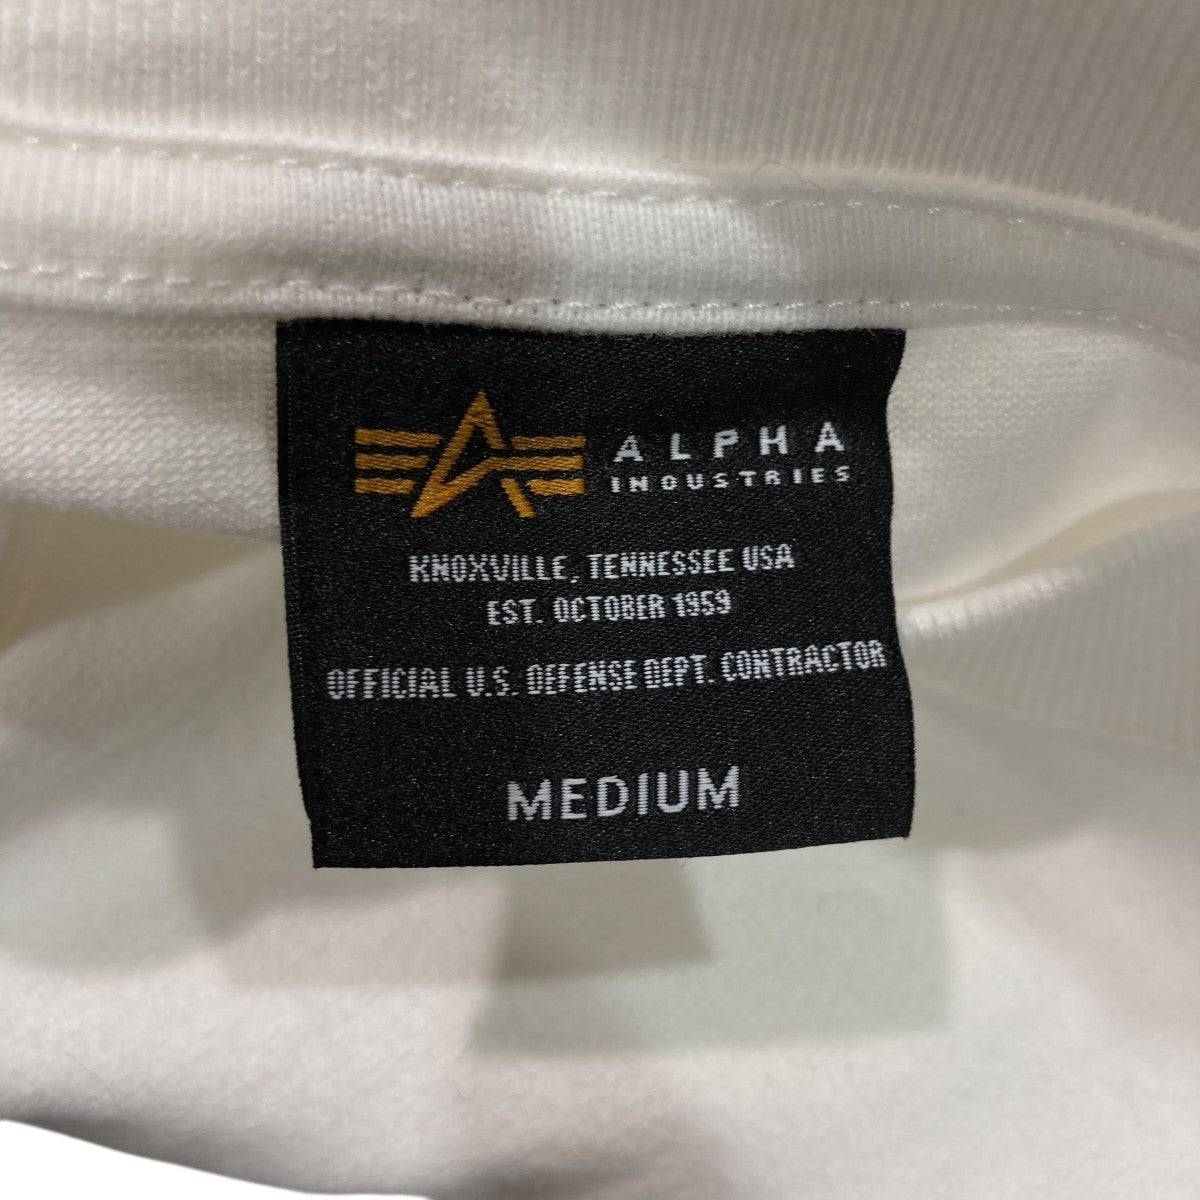 ALPHA
INDUSTRIES
KNOXVILLE, TENNESSEE USA
EST. OCTOBER 1959
OFFICIAL U.S. DEFENSE DEPT. CONTRACTOR
MEDIUM